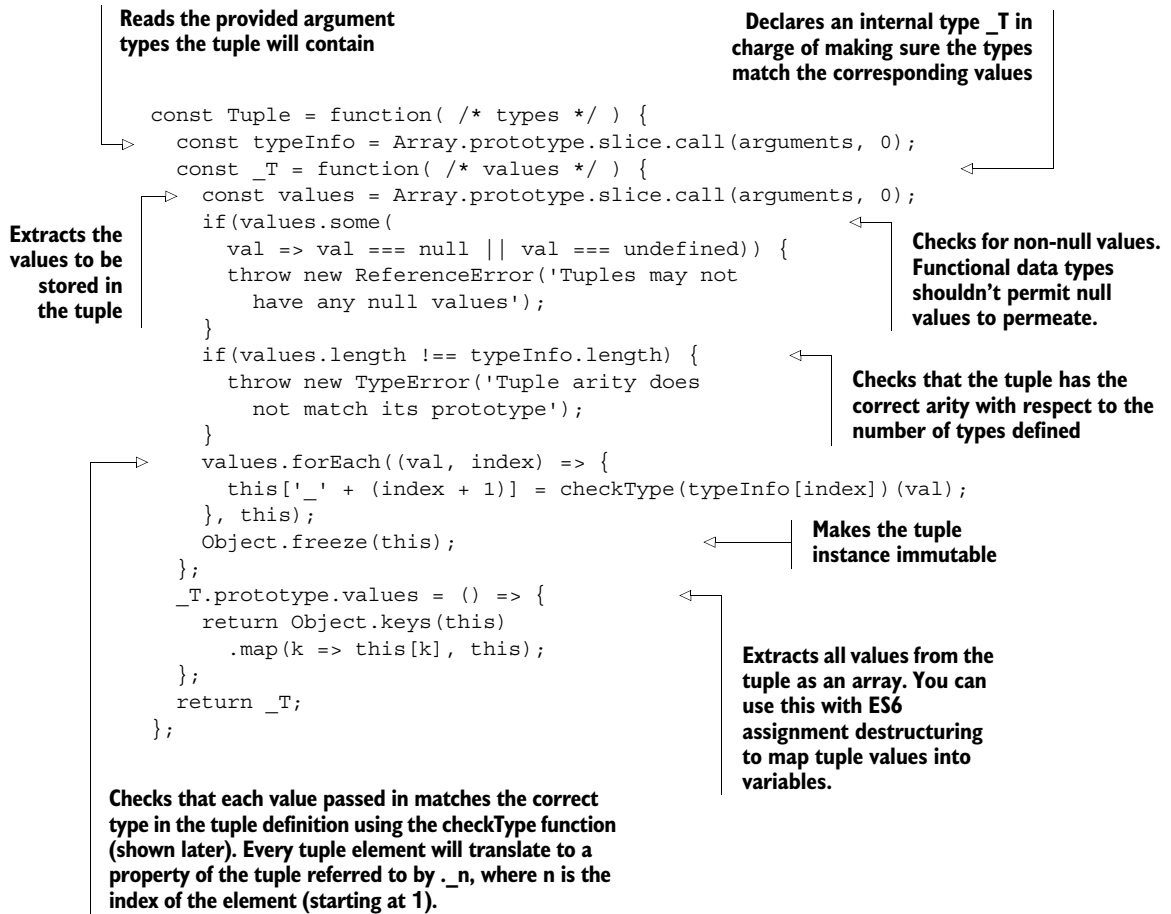 Reads the provided argument
types the tuple will contain
Declares an internal type _T in
charge of making sure the types
match the corresponding values
const Tuple = function( /* types */ ) {
const typeInfo = Array.prototype.slice.call(arguments, 0);
const _T = function( /* values */ ) {
const values = Array.prototype.slice.call(arguments, 0);
if(values.some(
val => val === null || val === undefined)) {
throw new ReferenceError('Tuples may not
have any null values');
}
if(values.length !== typeInfo.length) {
throw new TypeError('Tuple arity does
not match its prototype');
}
values.forEach((val, index) => {
this['_' + (index + 1)] = checkType(typeInfo[index])(val);
}, this);
Object.freeze(this);
};
_T.prototype.values = () => {
return Object.keys(this)
.map(k => this[k], this);
};
return _T;
};
Extracts the
values to be
stored in
the tuple
Checks for non-null values.
Functional data types
shouldn't permit null
values to permeate.
Checks that the tuple has the
correct arity with respect to the
number of types defined
Makes the tuple
instance immutable
Extracts all values from the
tuple as an array. You can
use this with ES6
assignment destructuring
to map tuple values into
variables.
Checks that each value passed in matches the correct
type in the tuple definition using the checkType function
(shown later). Every tuple element will translate to a
property of the tuple referred to by ._n, where n is the
index of the element (starting at 1).